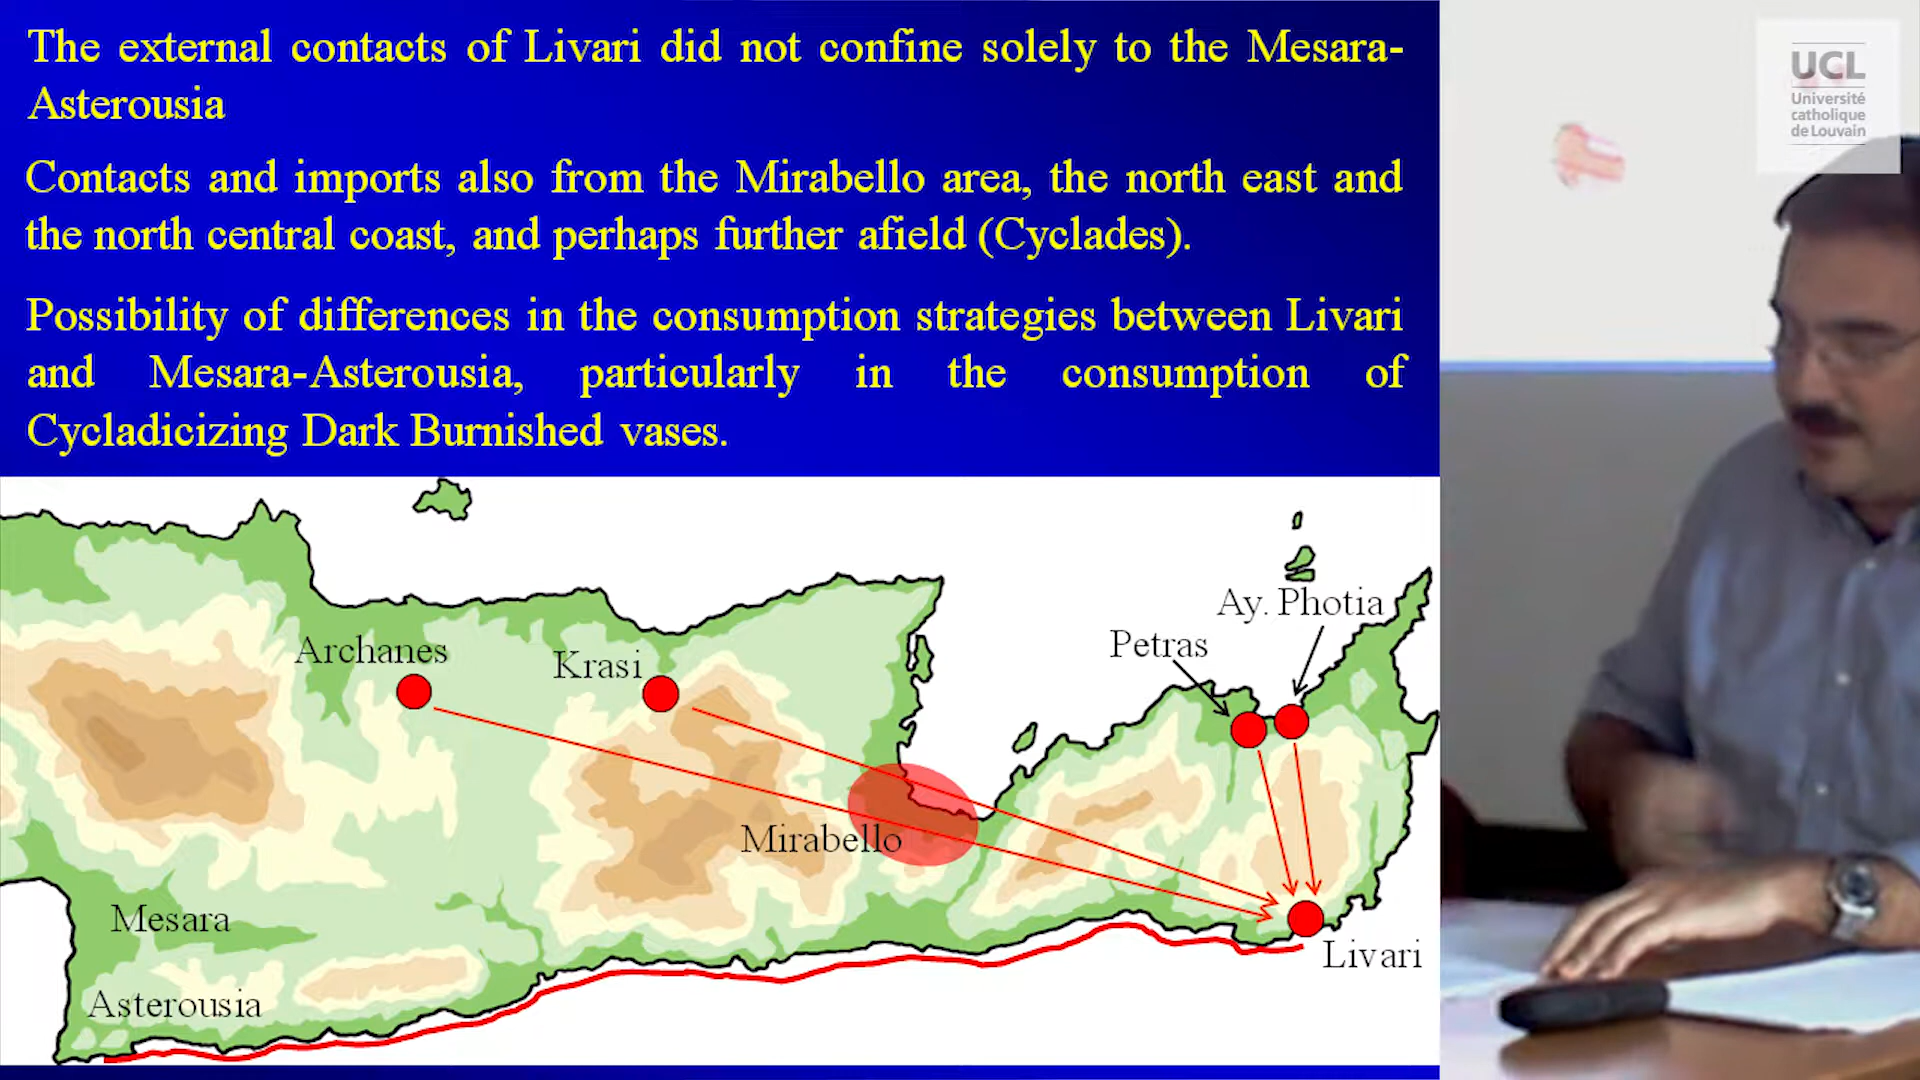 The external contacts of Livari did not confine solely to the Mesara-
Asterousia
Contacts and imports also from the Mirabello area, the north east and
the north central coast, and perhaps further afield (Cyclades).
Possibility of differences in the consumption strategies between Livari
and Mesara-Asterousia, particularly in the consumption of
Cycladicizing Dark Burnished vases.
Ay. Photia
Petras
Archanes
Krasi
Mirabello
Mesara
Livari
Asterousia
UCL
Université
catholique
de Louvain